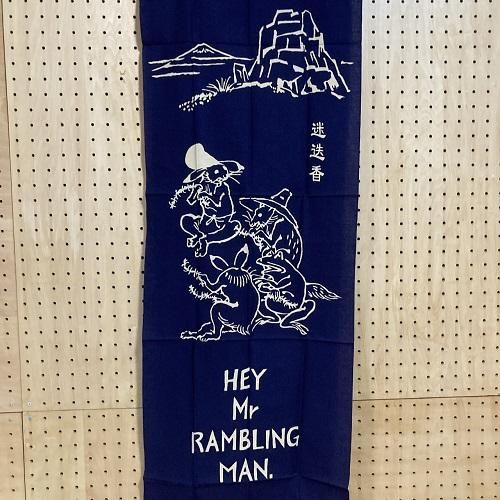 迷迭香
HEY
Mr
RAMBLING
MAN.